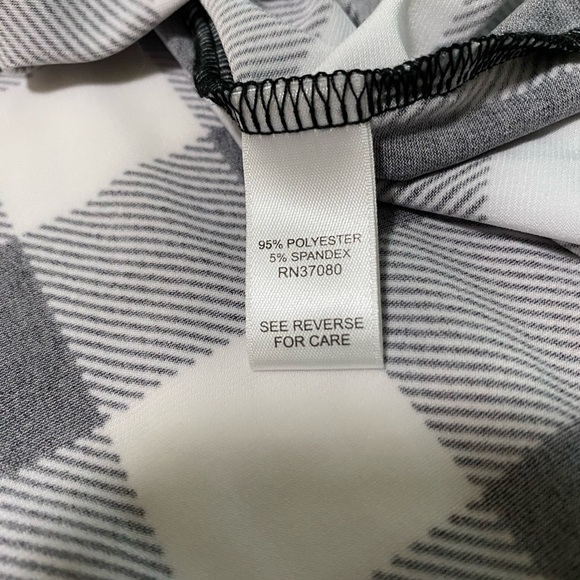 95% POLYESTER
5% SPANDEX
RN37080
SEE REVERSE
FOR CARE